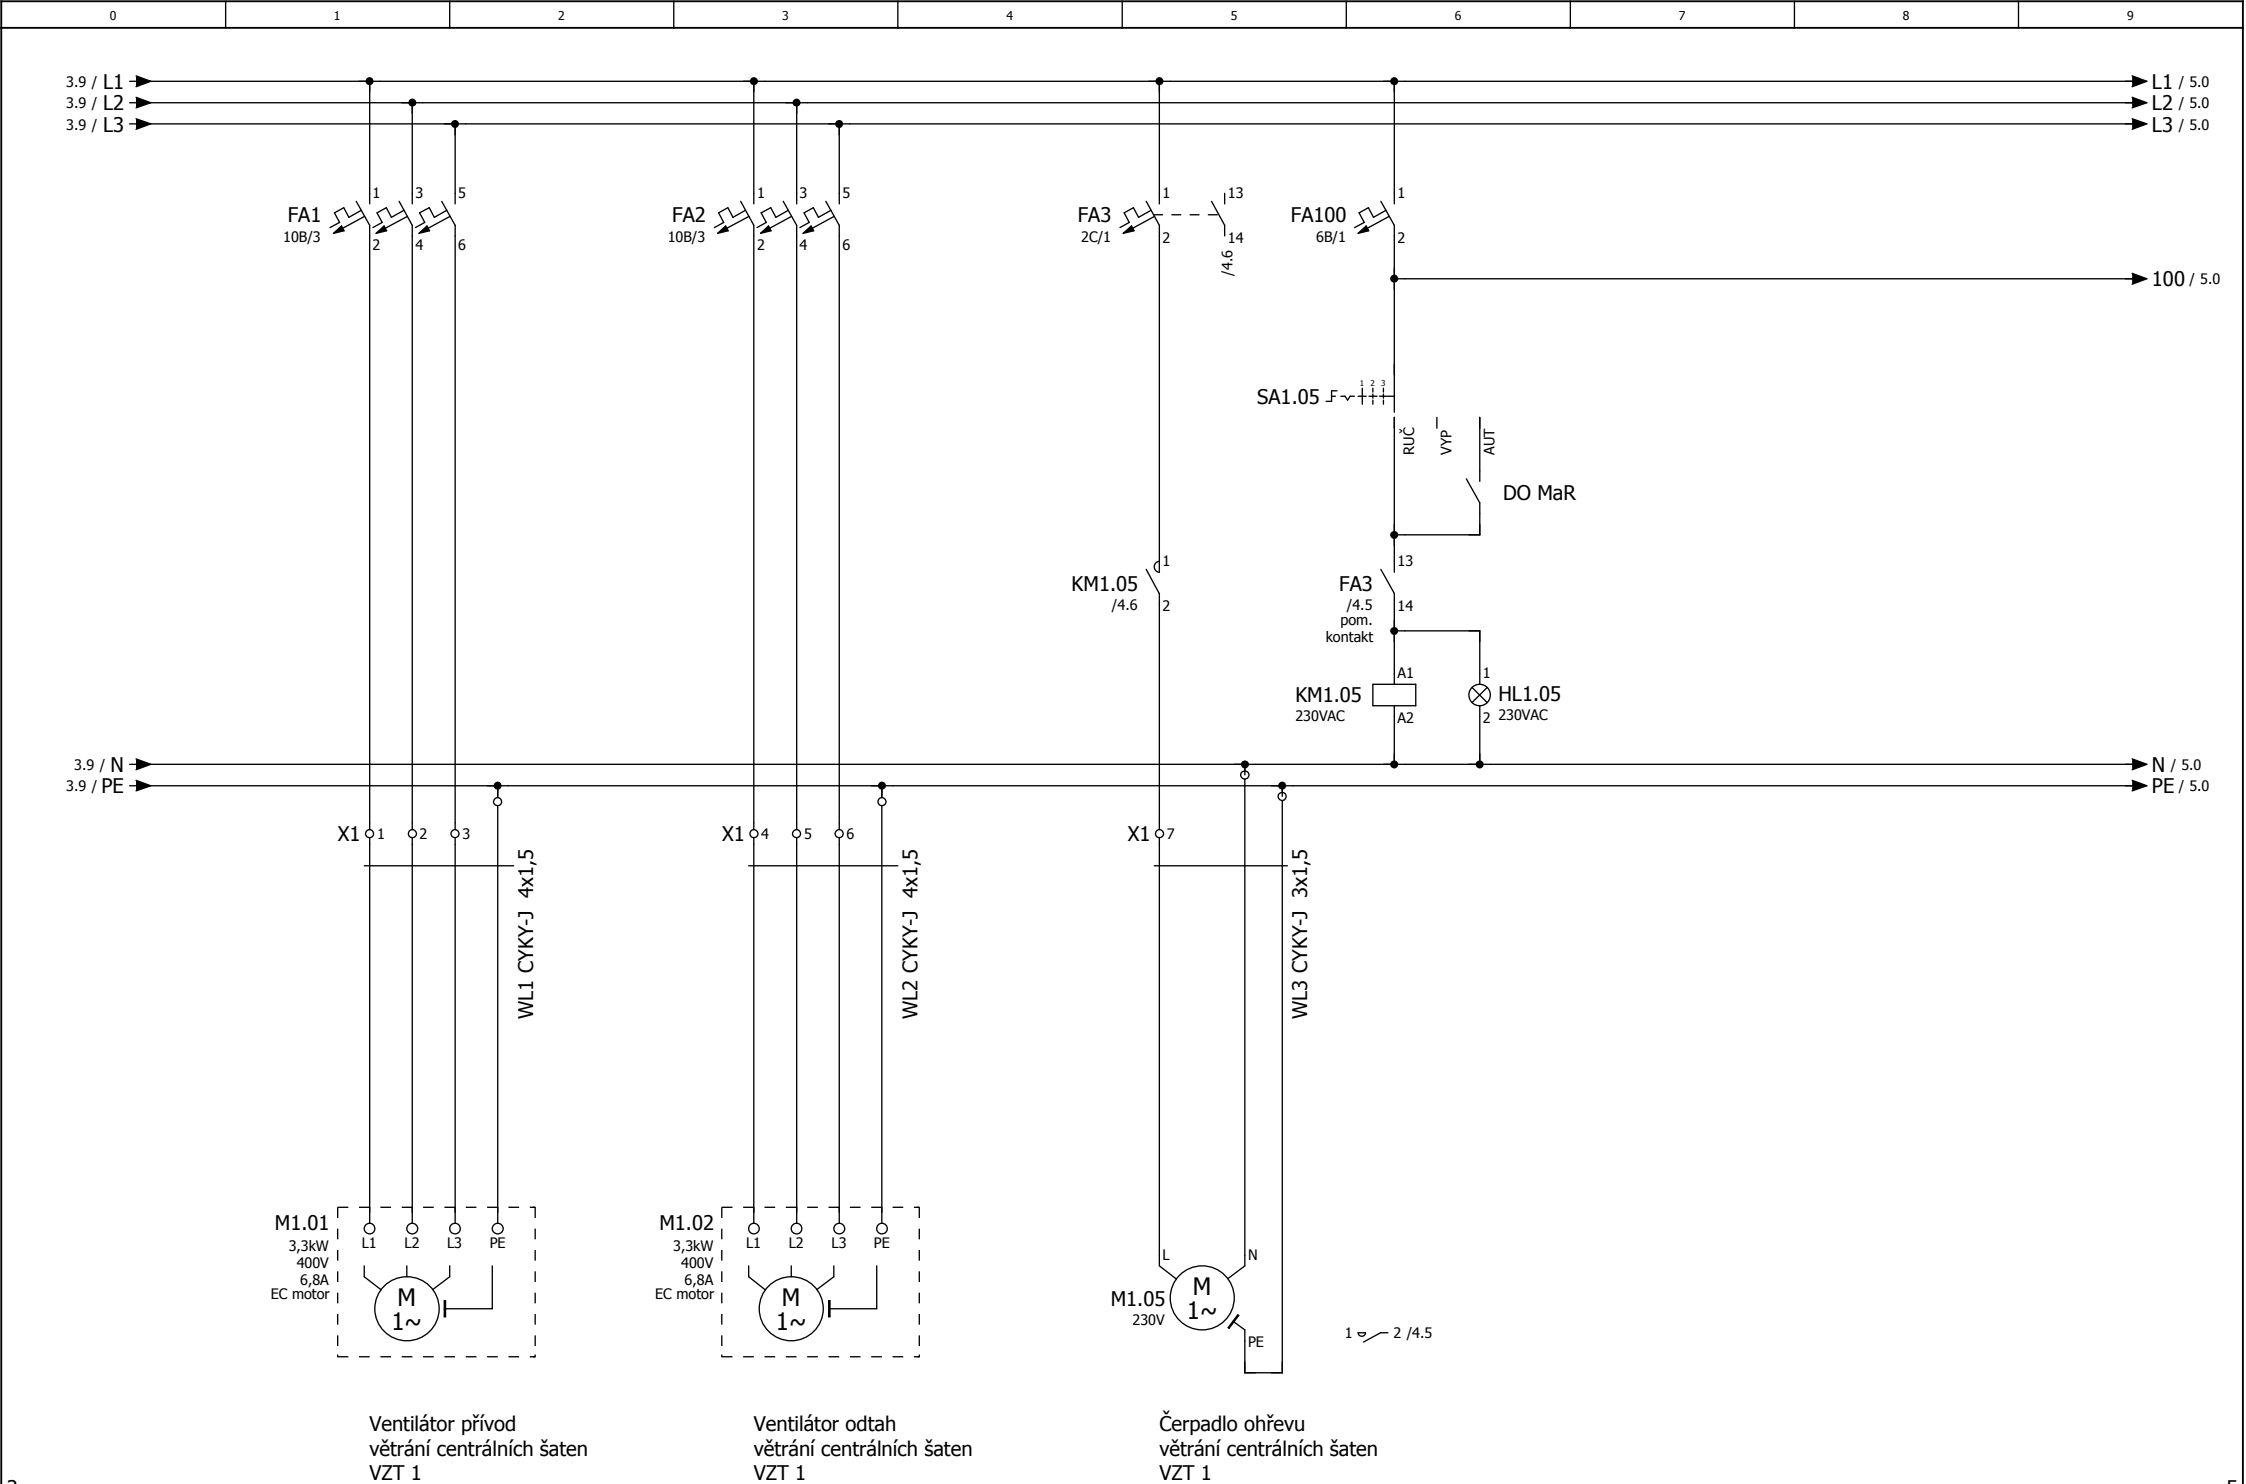 0 1 2 3 4 5 6 7 8 9
3.9 / L1
3.9 / L2
3.9 / L3
L1 / 5.0
L2 / 5.0
L3 / 5.0
FA1
10B/3
1 3 5
2 4 6
FA2
10B/3
1 3 5
2 4 6
FA3
2C/1
1
2
13
14
/4.6
FA100
6B/1
1
2
100 / 5.0
SA1.05
1 2 3
RUČ
VYP
AUT
DO MaR
KM1.05
/4.6
1
2
FA3
/4.5
pom.
kontakt
13
14
KM1.05
230VAC
A1
A2
HL1.05
230VAC
1
2
3.9 / N
3.9 / PE
N / 5.0
PE / 5.0
X1 1 2 3
X1 4 5 6
X1 7
WL1 CYKY-J 4x1,5
WL2 CYKY-J 4x1,5
WL3 CYKY-J 3x1,5
M1.01
3,3kW
400V
6,8A
EC motor
L1 L2 L3 PE
M
1~
M1.02
3,3kW
400V
6,8A
EC motor
L1 L2 L3 PE
M
1~
M1.05
230V
L
N
M
1~
PE
1 2 /4.5
Ventilátor přívod
větrání centrálních šaten
VZT 1
Ventilátor odtah
větrání centrálních šaten
VZT 1
Čerpadlo ohřevu
větrání centrálních šaten
VZT 1